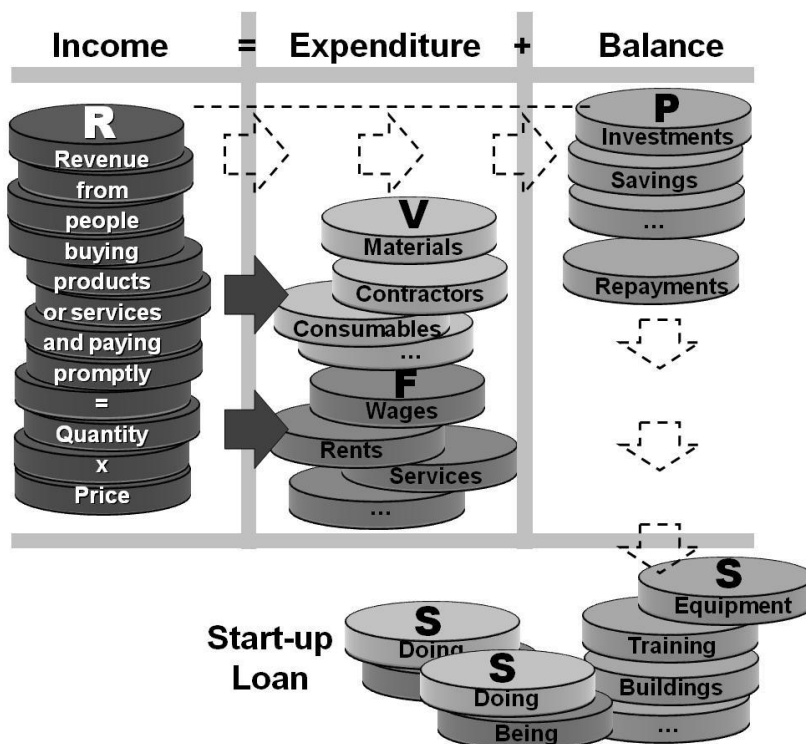 Income = Expenditure + Balance
R
Revenue
from
people
buying
products
or services
and paying
promptly
=
Quantity
x
Price
V
Materials
Contractors
Consumables
...
F
Wages
Rents
Services
...
P
Investments
Savings
...
Repayments
Start-up
Loan
S
Doing
S
Doing
Being
S
Equipment
Training
Buildings
...